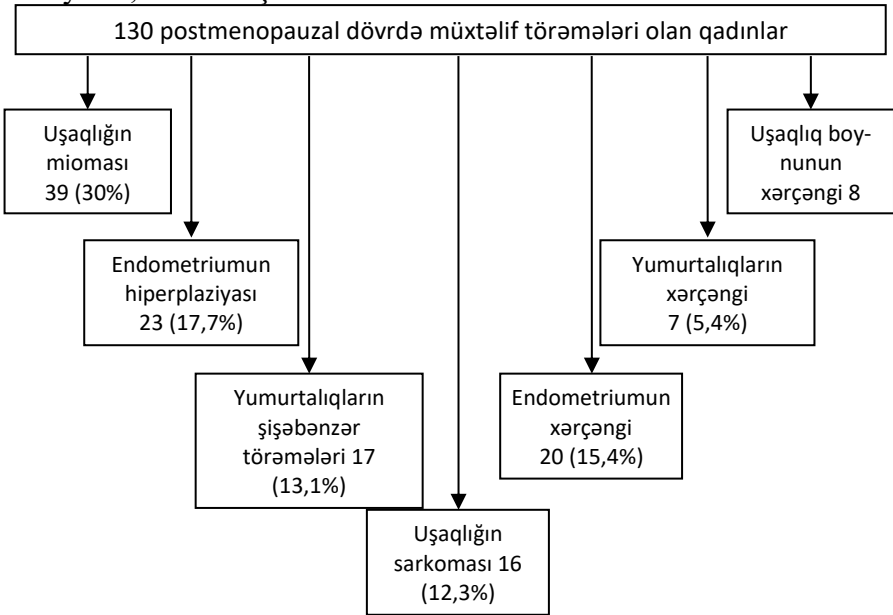 130 postmenopauzal dövrdə müxtəlif törəmələri olan qadınlar
Uşaqlığın
mioması
39 (30%)
Uşaqlıq boy-
nunun
xərçəngi 8
Endometriumun
hiperplaziyası
23 (17,7%)
Yumurtalıqların
xərçəngi
7 (5,4%)
Yumurtalıqların
şişəbənzər
törəmələri 17
(13,1%)
Endometriumun
xərçəngi
20 (15,4%)
Uşaqlığın
sarkoması 16
(12,3%)